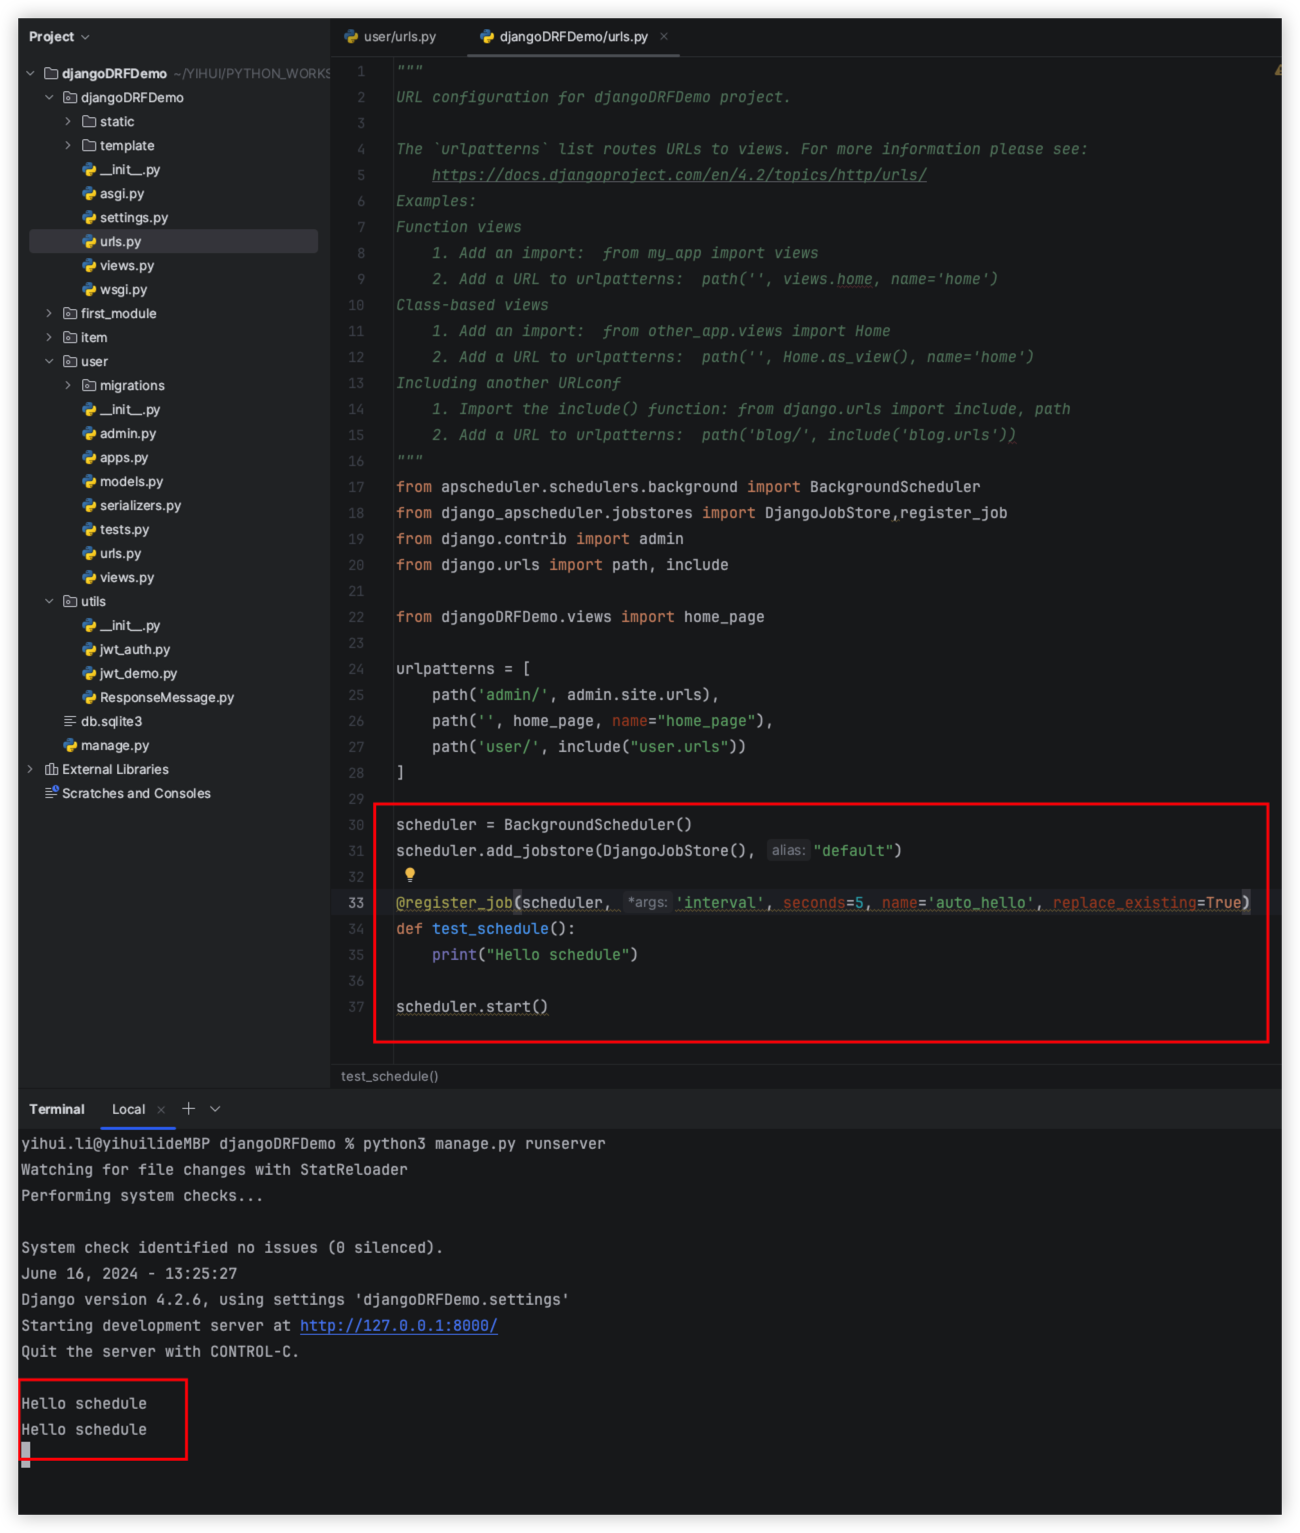 Project
user/urls.py
djangoDRFDemo/urls.py
djangoDRFDemo ~/YIHUI/PYTHON_WORKS
djangoDRFDemo
static
template
__init__.py
asgi.py
settings.py
urls.py
views.py
wsgi.py
first_module
item
user
migrations
__init__.py
admin.py
apps.py
models.py
serializers.py
tests.py
urls.py
views.py
utils
__init__.py
jwt_auth.py
jwt_demo.py
ResponseMessage.py
db.sqlite3
manage.py
External Libraries
Scratches and Consoles
1 """
2 URL configuration for djangoDRFDemo project.
3
4 The `urlpatterns` list routes URLs to views. For more information please see:
5     https://docs.djangoproject.com/en/4.2/topics/http/urls/
6 Examples:
7 Function views
8     1. Add an import:  from my_app import views
9     2. Add a URL to urlpatterns:  path('', views.home, name='home')
10 Class-based views
11     1. Add an import:  from other_app.views import Home
12     2. Add a URL to urlpatterns:  path('', Home.as_view(), name='home')
13 Including another URLconf
14     1. Import the include() function: from django.urls import include, path
15     2. Add a URL to urlpatterns:  path('blog/', include('blog.urls'))
16 """
17 from apscheduler.schedulers.background import BackgroundScheduler
18 from django_apscheduler.jobstores import DjangoJobStore,register_job
19 from django.contrib import admin
20 from django.urls import path, include
21
22 from djangoDRFDemo.views import home_page
23
24 urlpatterns = [
25     path('admin/', admin.site.urls),
26     path('', home_page, name="home_page"),
27     path('user/', include("user.urls"))
28 ]
29
30 scheduler = BackgroundScheduler()
31 scheduler.add_jobstore(DjangoJobStore(), alias: "default")
32
33 @register_job(scheduler, *args: 'interval', seconds=5, name='auto_hello', replace_existing=True)
34 def test_schedule():
35     print("Hello schedule")
36
37 scheduler.start()
test_schedule()
Terminal Local
yihui.li@yihuilideMBP djangoDRFDemo % python3 manage.py runserver
Watching for file changes with StatReloader
Performing system checks...
System check identified no issues (0 silenced).
June 16, 2024 - 13:25:27
Django version 4.2.6, using settings 'djangoDRFDemo.settings'
Starting development server at http://127.0.0.1:8000/
Quit the server with CONTROL-C.
Hello schedule
Hello schedule